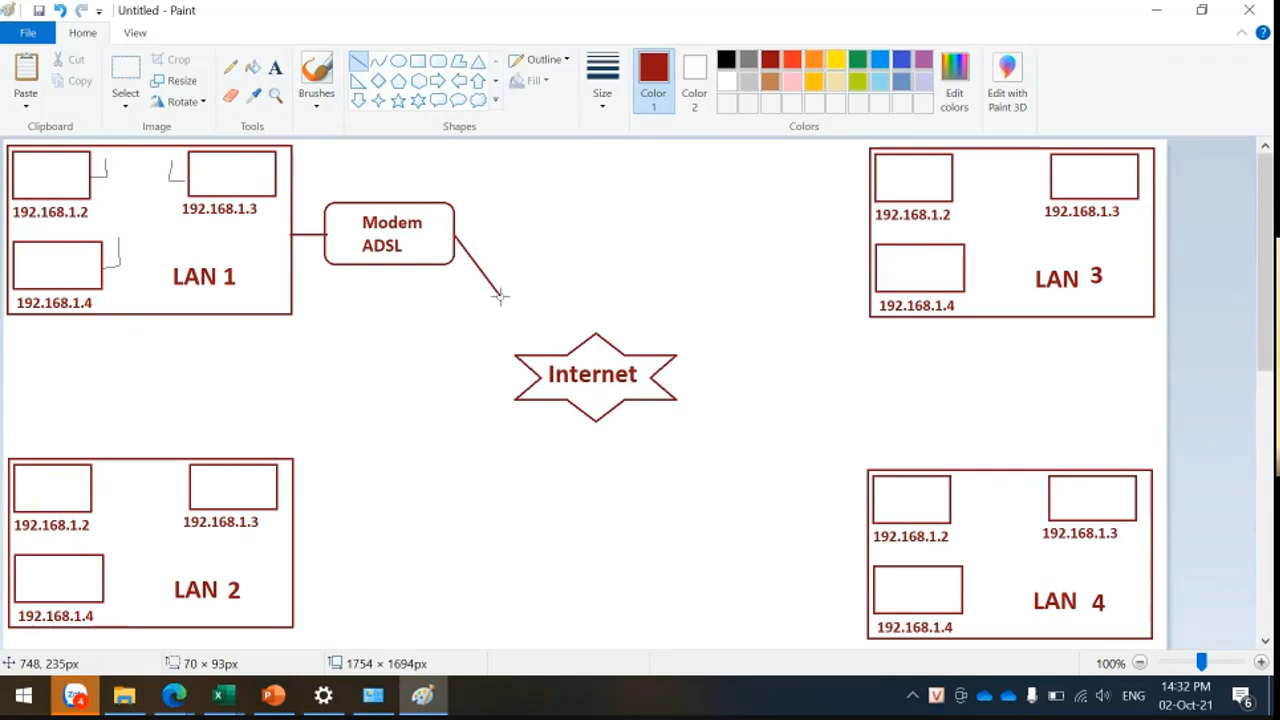 Untitled - Paint
File
Home
View
Paste
Cut
Copy
Clipboard
Select
Crop
Resize
Rotate
Image
A
Tools
Brushes
Outline
Fill
Shapes
Size
Color
1
Color
2
Colors
Edit
colors
Edit with
Paint 3D
192.168.1.2
192.168.1.3
192.168.1.4
LAN 1
Modem
ADSL
192.168.1.2
192.168.1.3
192.168.1.4
LAN 3
Internet
192.168.1.2
192.168.1.3
192.168.1.4
LAN 2
192.168.1.2
192.168.1.3
192.168.1.4
LAN 4
748, 235px
70 × 93px
1754 × 1694px
100%
4
ENG
14:32 PM
02-Oct-21
6